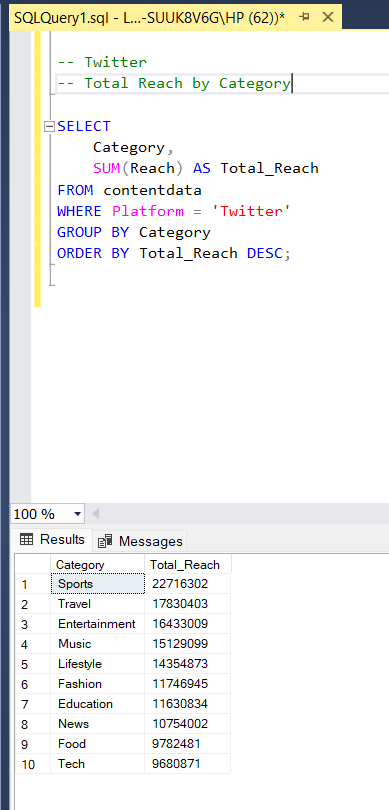 SQLQuery1.sql - L...-SUUK8V6G\HP (62))*
-- Twitter
-- Total Reach by Category
SELECT
Category,
SUM(Reach) AS Total_Reach
FROM contentdata
WHERE Platform = 'Twitter'
GROUP BY Category
ORDER BY Total_Reach DESC;
100 %
Results Messages
Category Total_Reach
1 Sports 22716302
2 Travel 17830403
3 Entertainment 16433009
4 Music 15129099
5 Lifestyle 14354873
6 Fashion 11746945
7 Education 11630834
8 News 10754002
9 Food 9782481
10 Tech 9680871